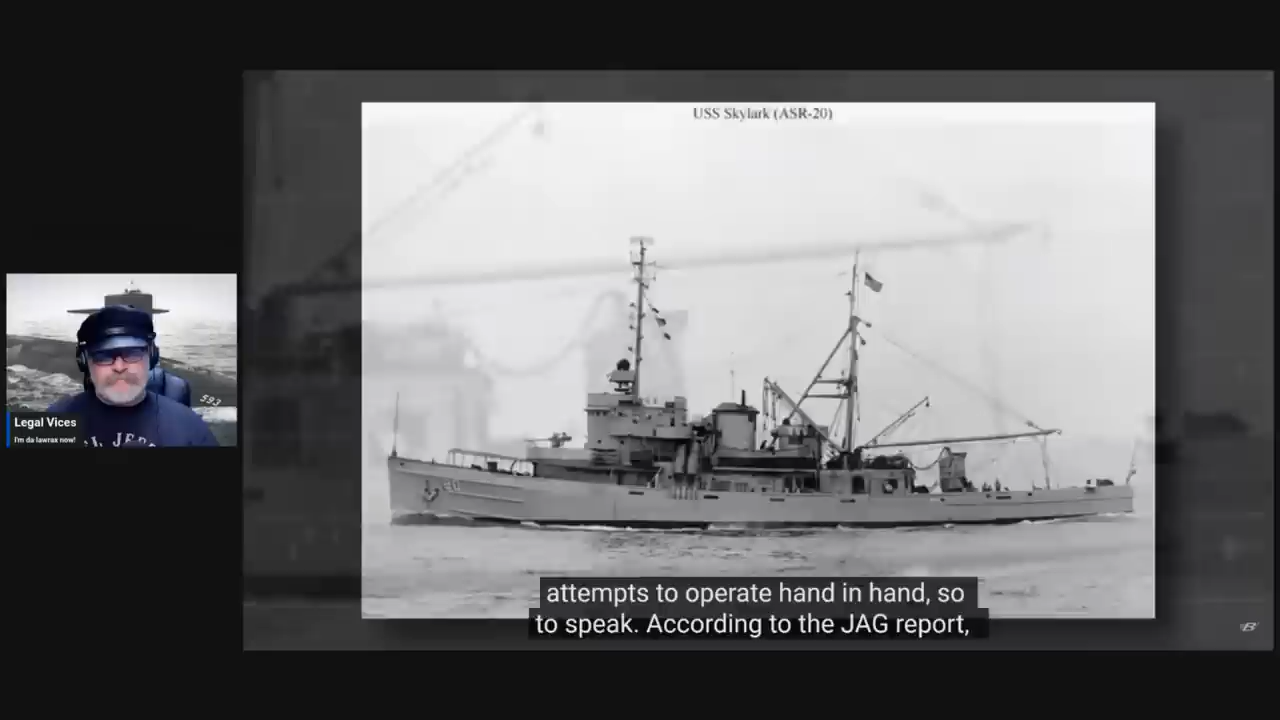 USS Skylark (ASR-20)
593
Legal Vices
I'm da lawrax now!
20
attempts to operate hand in hand, so
to speak. According to the JAG report,